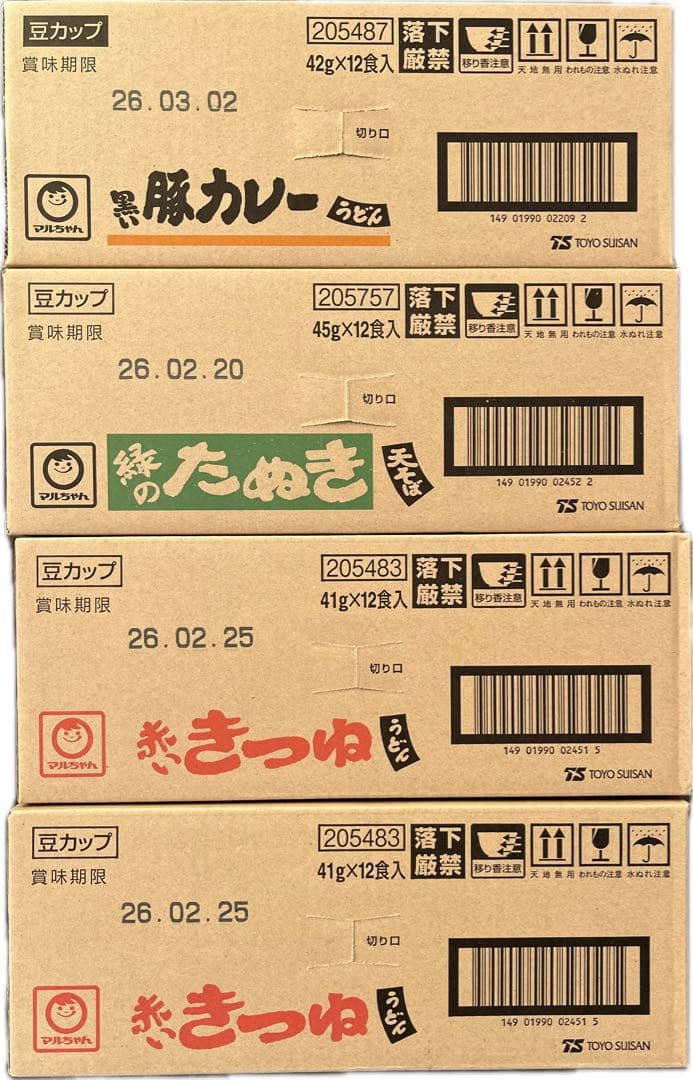 豆カップ
賞味期限
205487
42g×12食入
落下
厳禁
移り香注意
天地無用
われもの注意
水ぬれ注意
26.03.02
切り口
マルちゃん
黒い豚カレー
うどん
149 01990 02209 2
TS TOYO SUISAN
豆カップ
賞味期限
205757
45g×12食入
落下
厳禁
移り香注意
天地無用
われもの注意
水ぬれ注意
26.02.20
切り口
マルちゃん
緑のたぬき
天そば
149 01990 02452 2
TS TOYO SUISAN
豆カップ
賞味期限
205483
41g×12食入
落下
厳禁
移り香注意
天地無用
われもの注意
水ぬれ注意
26.02.25
切り口
マルちゃん
赤いきつね
うどん
149 01990 02451 5
TS TOYO SUISAN
豆カップ
賞味期限
205483
41g×12食入
落下
厳禁
移り香注意
天地無用
われもの注意
水ぬれ注意
26.02.25
切り口
マルちゃん
赤いきつね
うどん
149 01990 02451 5
TS TOYO SUISAN